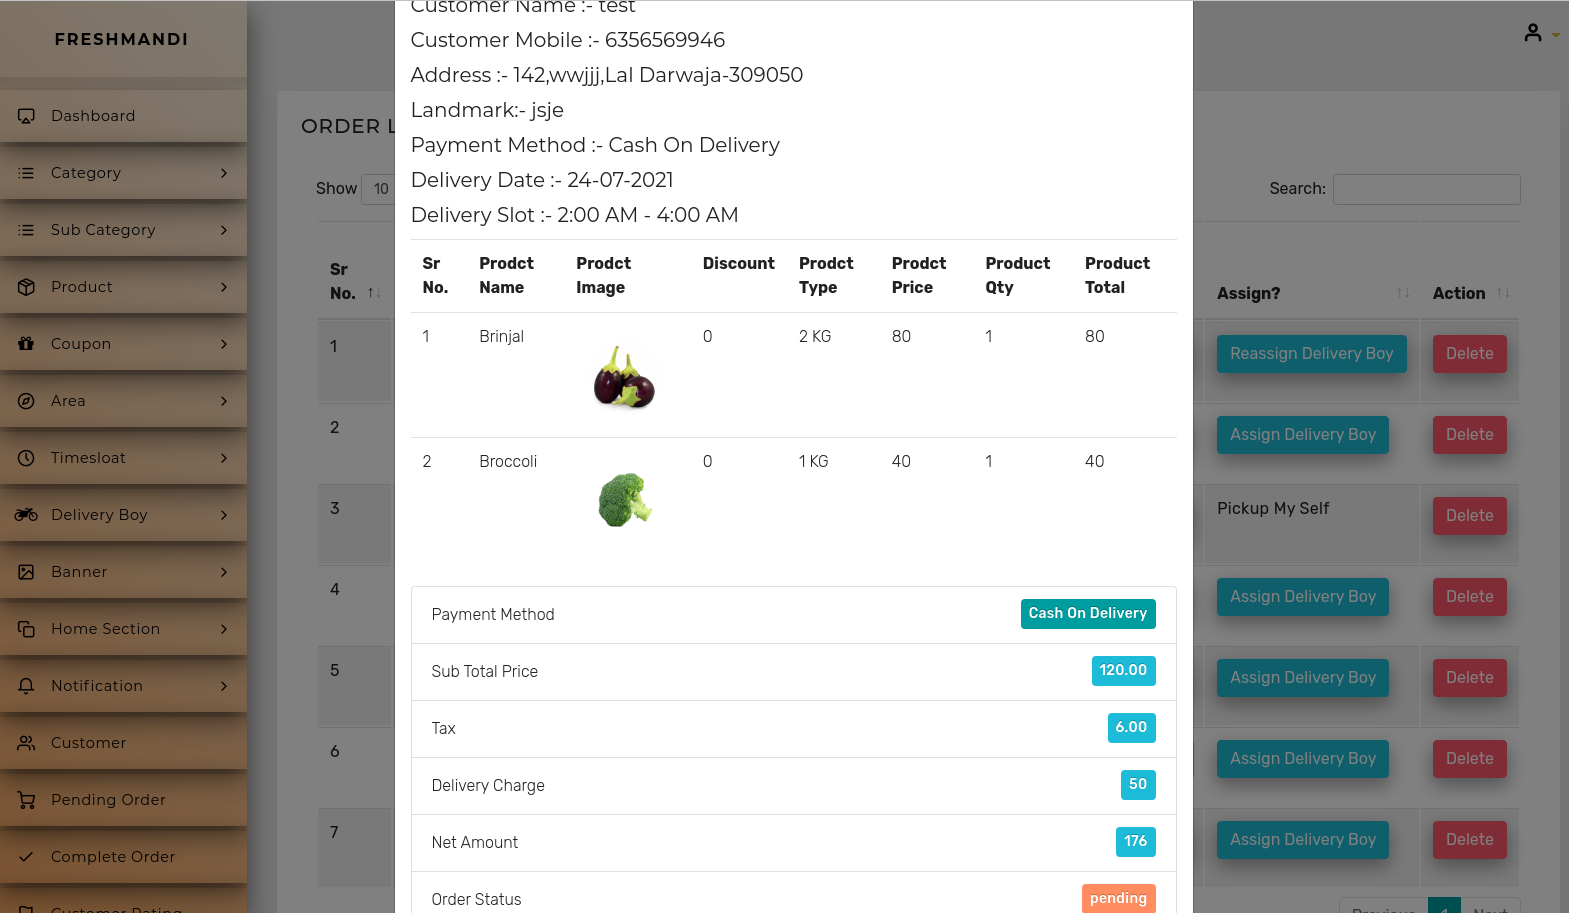 FRESHMANDI
Dashboard
Category
Sub Category
Product
Coupon
Area
Timesloat
Delivery Boy
Banner
Home Section
Notification
Customer
Pending Order
Complete Order
Customer Rating
ORDER L
Show 10
Search:
Sr No.
Assign?
Action
1 Reassign Delivery Boy Delete
2 Assign Delivery Boy Delete
3 Pickup My Self Delete
4 Assign Delivery Boy Delete
5 Assign Delivery Boy Delete
6 Assign Delivery Boy Delete
7 Assign Delivery Boy Delete
Previous 1 Next
Customer Name :- test
Customer Mobile :- 6356569946
Address :- 142,wwjjj,Lal Darwaja-309050
Landmark:- jsje
Payment Method :- Cash On Delivery
Delivery Date :- 24-07-2021
Delivery Slot :- 2:00 AM - 4:00 AM
Sr No. Prodct Name Prodct Image Discount Prodct Type Prodct Price Product Qty Product Total
1 Brinjal 0 2 KG 80 1 80
2 Broccoli 0 1 KG 40 1 40
Payment Method Cash On Delivery
Sub Total Price 120.00
Tax 6.00
Delivery Charge 50
Net Amount 176
Order Status pending